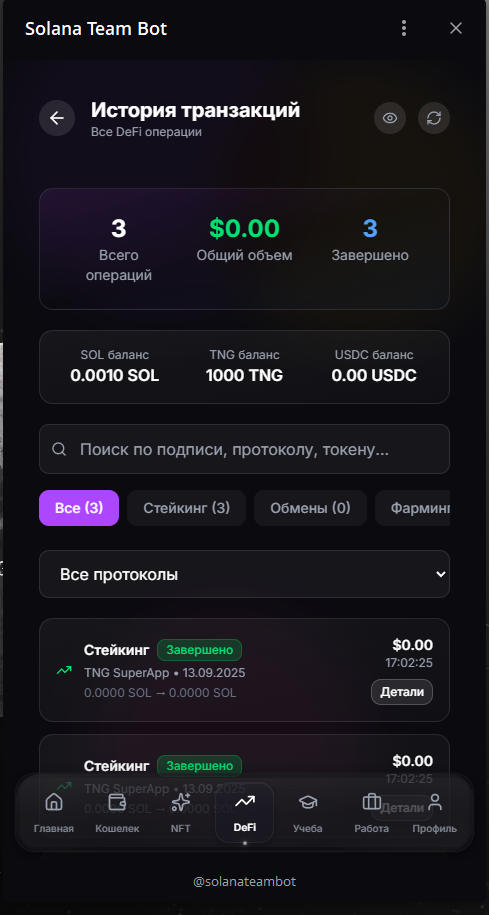 Solana Team Bot
История транзакций
Все DeFi операции
3 $0.00 3
Всего операций Общий объем Завершено
SOL баланс TNG баланс USDC баланс
0.0010 SOL 1000 TNG 0.00 USDC
Поиск по подписи, протоколу, токену...
Все (3) Стейкинг (3) Обмены (0) Фарминг
Все протоколы
Стейкинг Завершено $0.00
TNG SuperApp • 13.09.2025 17:02:25
0.0000 SOL → 0.0000 SOL Детали
Стейкинг Завершено $0.00
TNG SuperApp • 13.09.2025 17:02:25
0.0000 SOL → 0.0000 SOL Детали
Главная Кошелек NFT DeFi Учеба Работа Профиль
@solanateambot